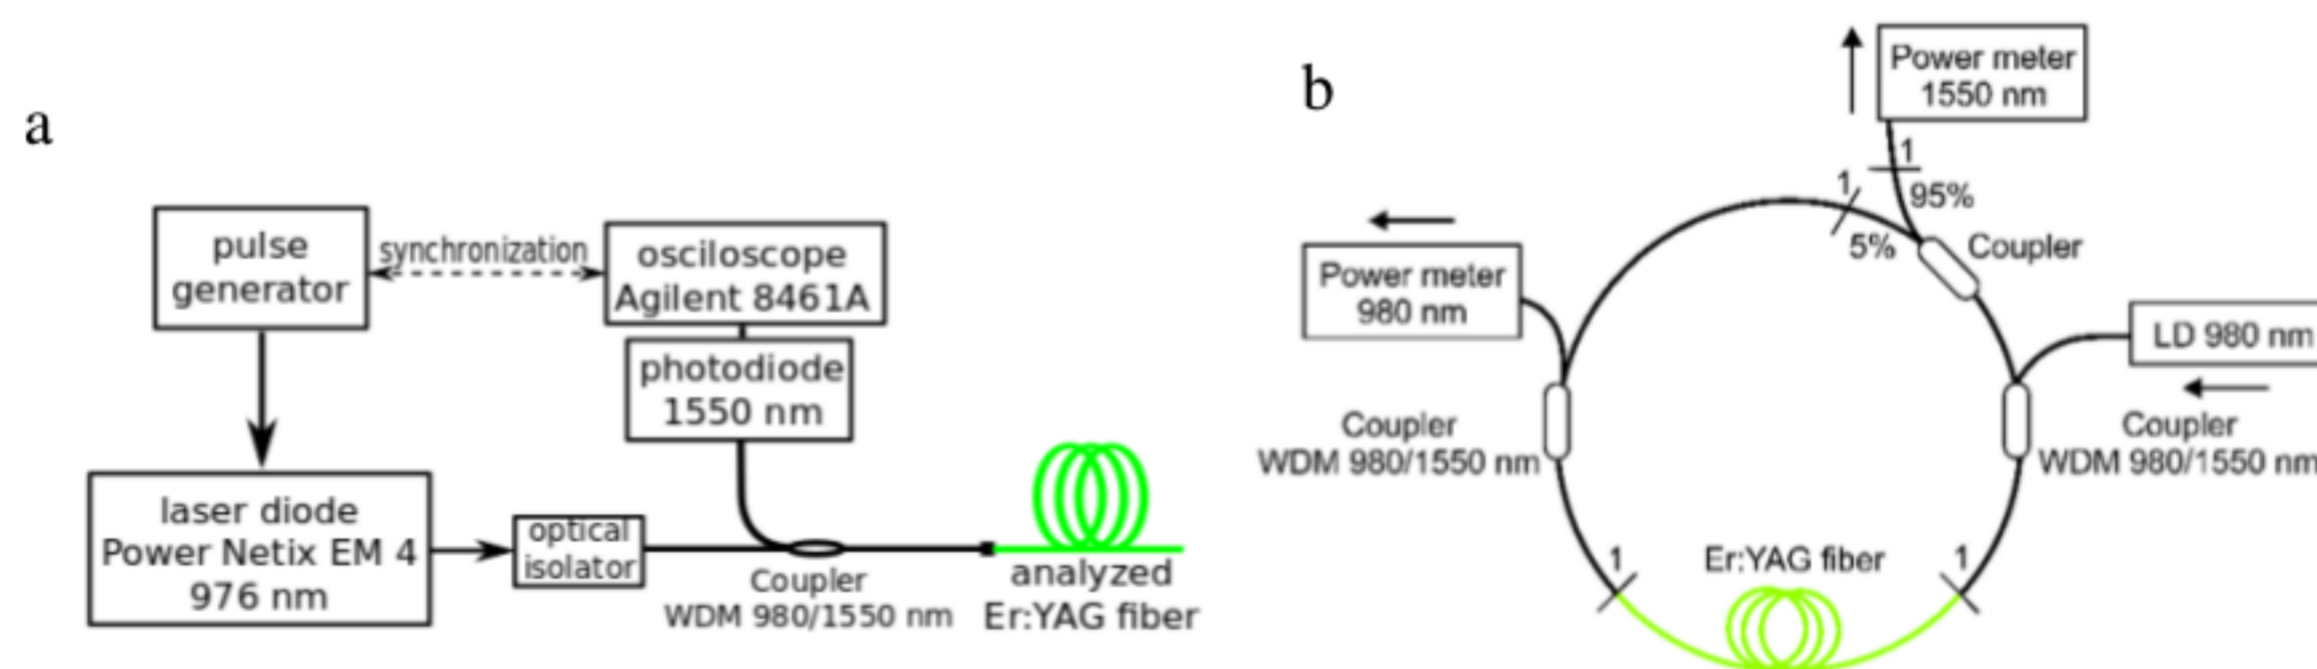 a
pulse
generator
synchronization
osciloscope
Agilent 8461A
photodiode
1550 nm
laser diode
Power Netix EM 4
976 nm
optical
isolator
Coupler
WDM 980/1550 nm
analyzed
Er:YAG fiber
b
Power meter
1550 nm
1
95%
1
5%
Coupler
Power meter
980 nm
LD 980 nm
Coupler
WDM 980/1550 nm
Coupler
WDM 980/1550 nm
1
Er:YAG fiber
1